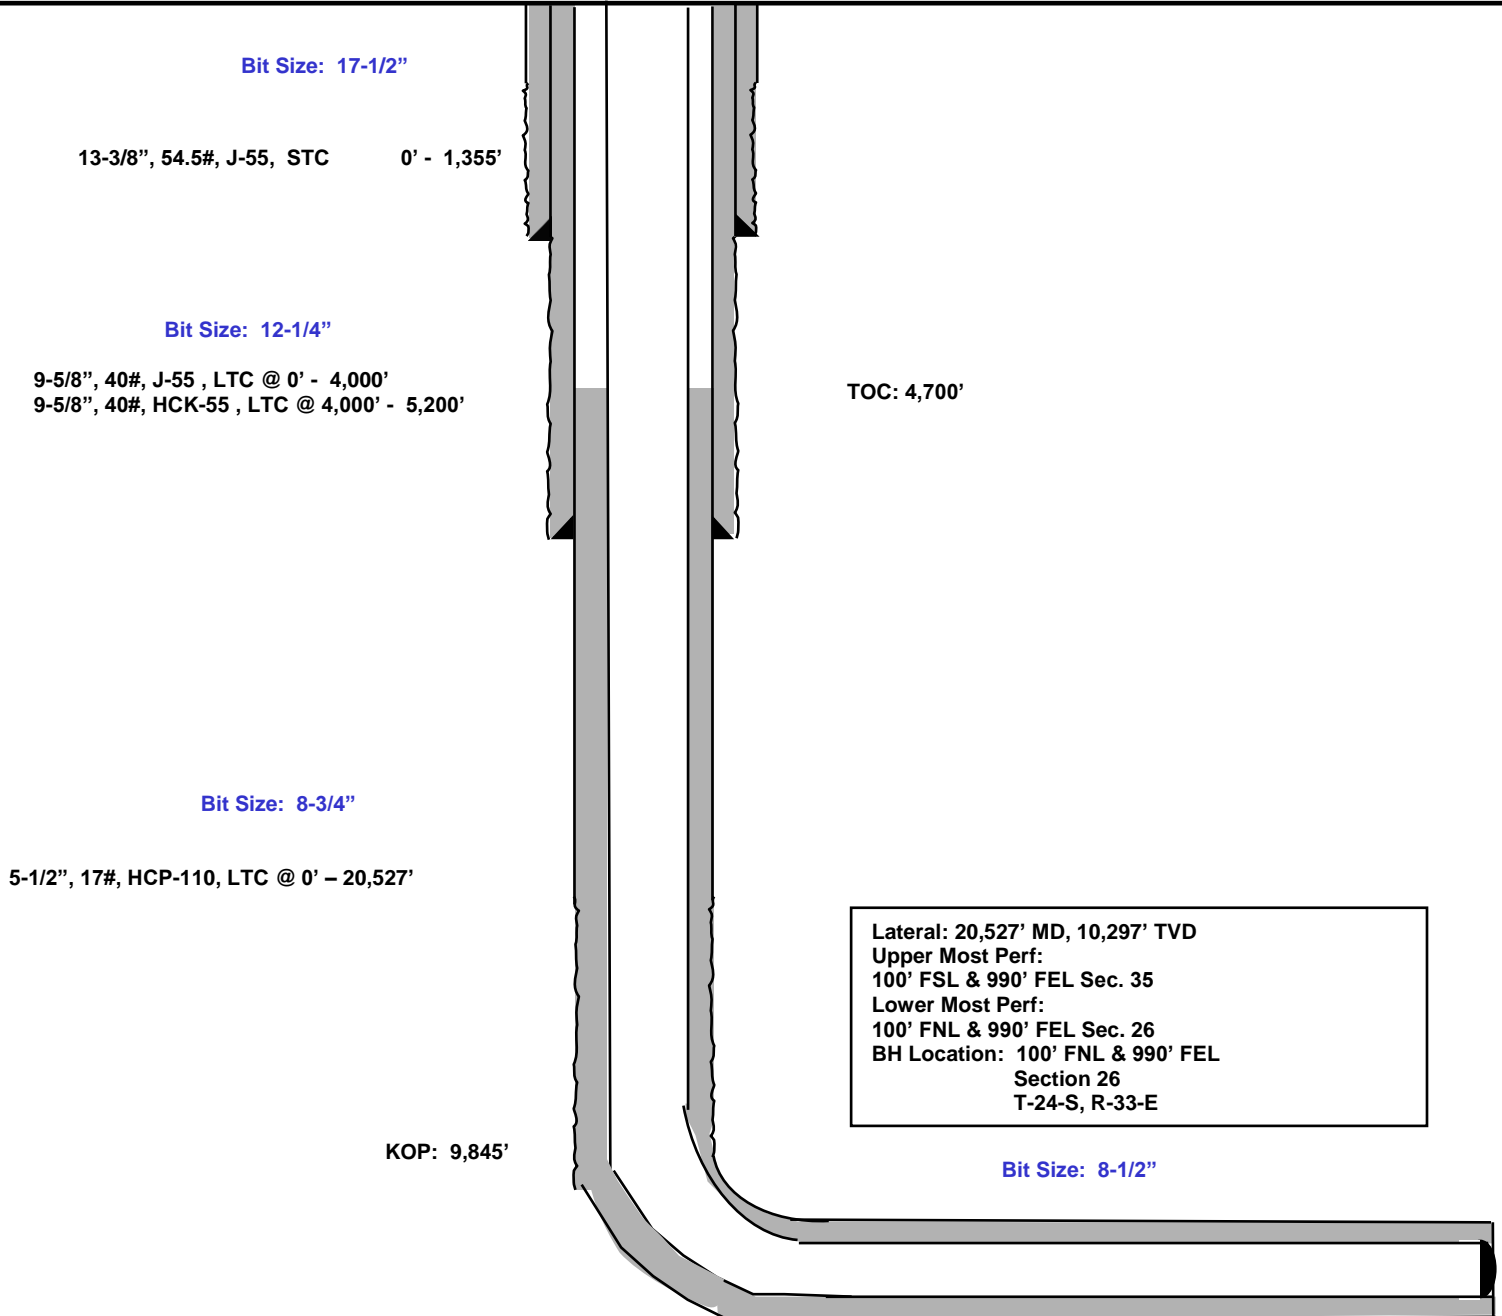 Bit Size: 17-1/2”
13-3/8”, 54.5#, J-55, STC 0’ - 1,355’
Bit Size: 12-1/4”
9-5/8”, 40#, J-55 , LTC @ 0’ - 4,000’
9-5/8”, 40#, HCK-55 , LTC @ 4,000’ - 5,200’
TOC: 4,700’
Bit Size: 8-3/4”
5-1/2”, 17#, HCP-110, LTC @ 0’ – 20,527’
Lateral: 20,527’ MD, 10,297’ TVD
Upper Most Perf:
100’ FSL & 990’ FEL Sec. 35
Lower Most Perf:
100’ FNL & 990’ FEL Sec. 26
BH Location: 100’ FNL & 990’ FEL
Section 26
T-24-S, R-33-E
KOP: 9,845’
Bit Size: 8-1/2”